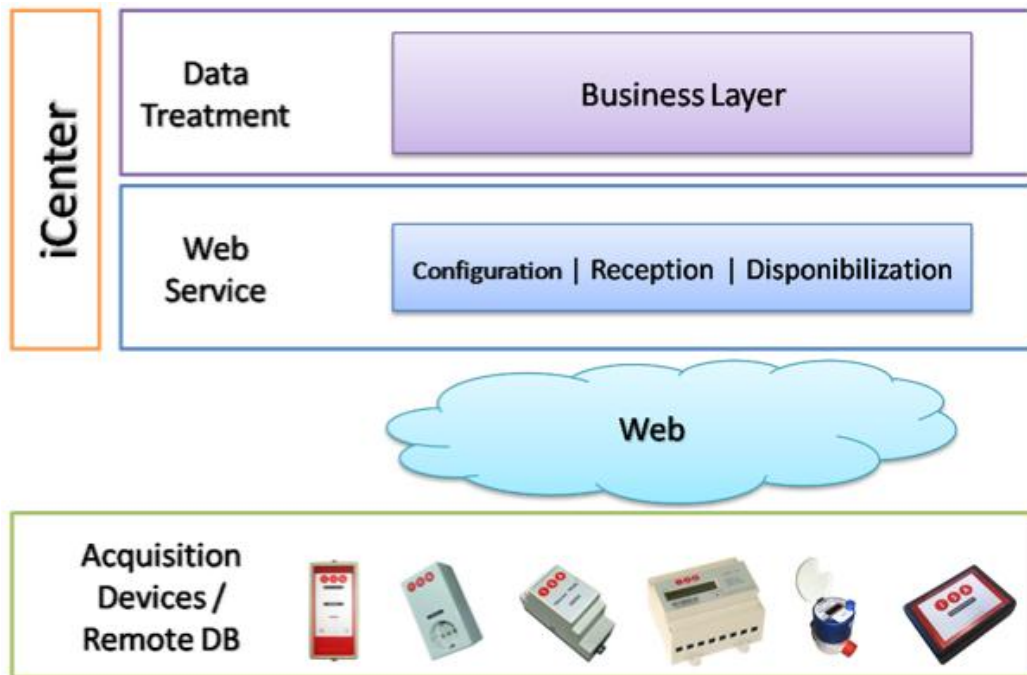 iCenter
Data
Treatment
Business Layer
Web
Service
Configuration | Reception | Disponibilization
Web
Acquisition
Devices /
Remote DB